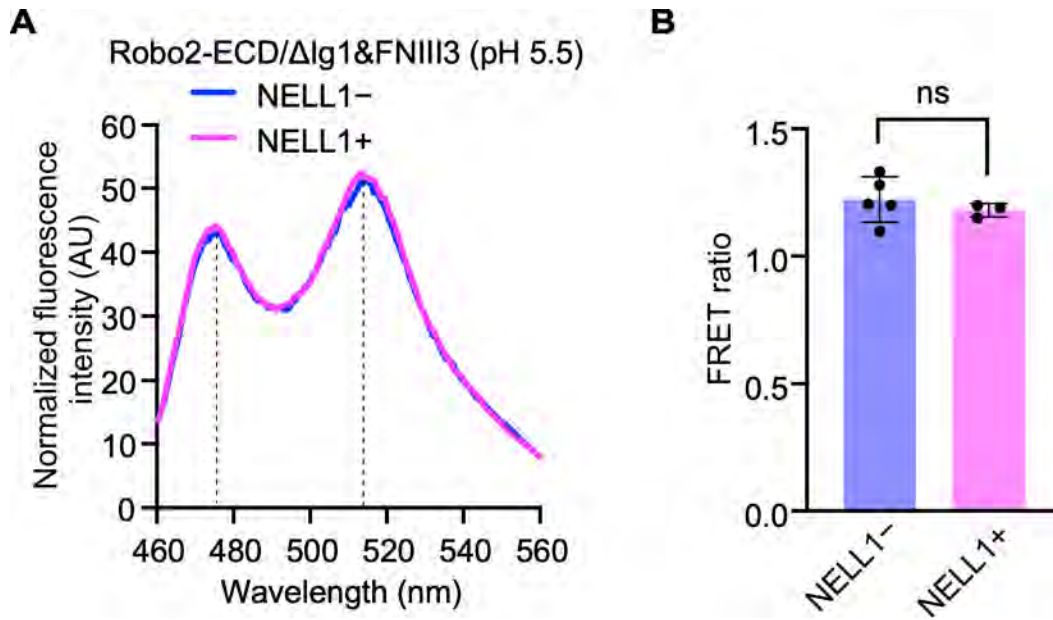 A
Robo2-ECD/ΔIg1&FNIII3 (pH 5.5)
NELL1−
NELL1+
Normalized fluorescence
intensity (AU)
60
50
40
30
20
10
0
460 480 500 520 540 560
Wavelength (nm)
B
ns
FRET ratio
1.5
1.0
0.5
0.0
NELL1−
NELL1+